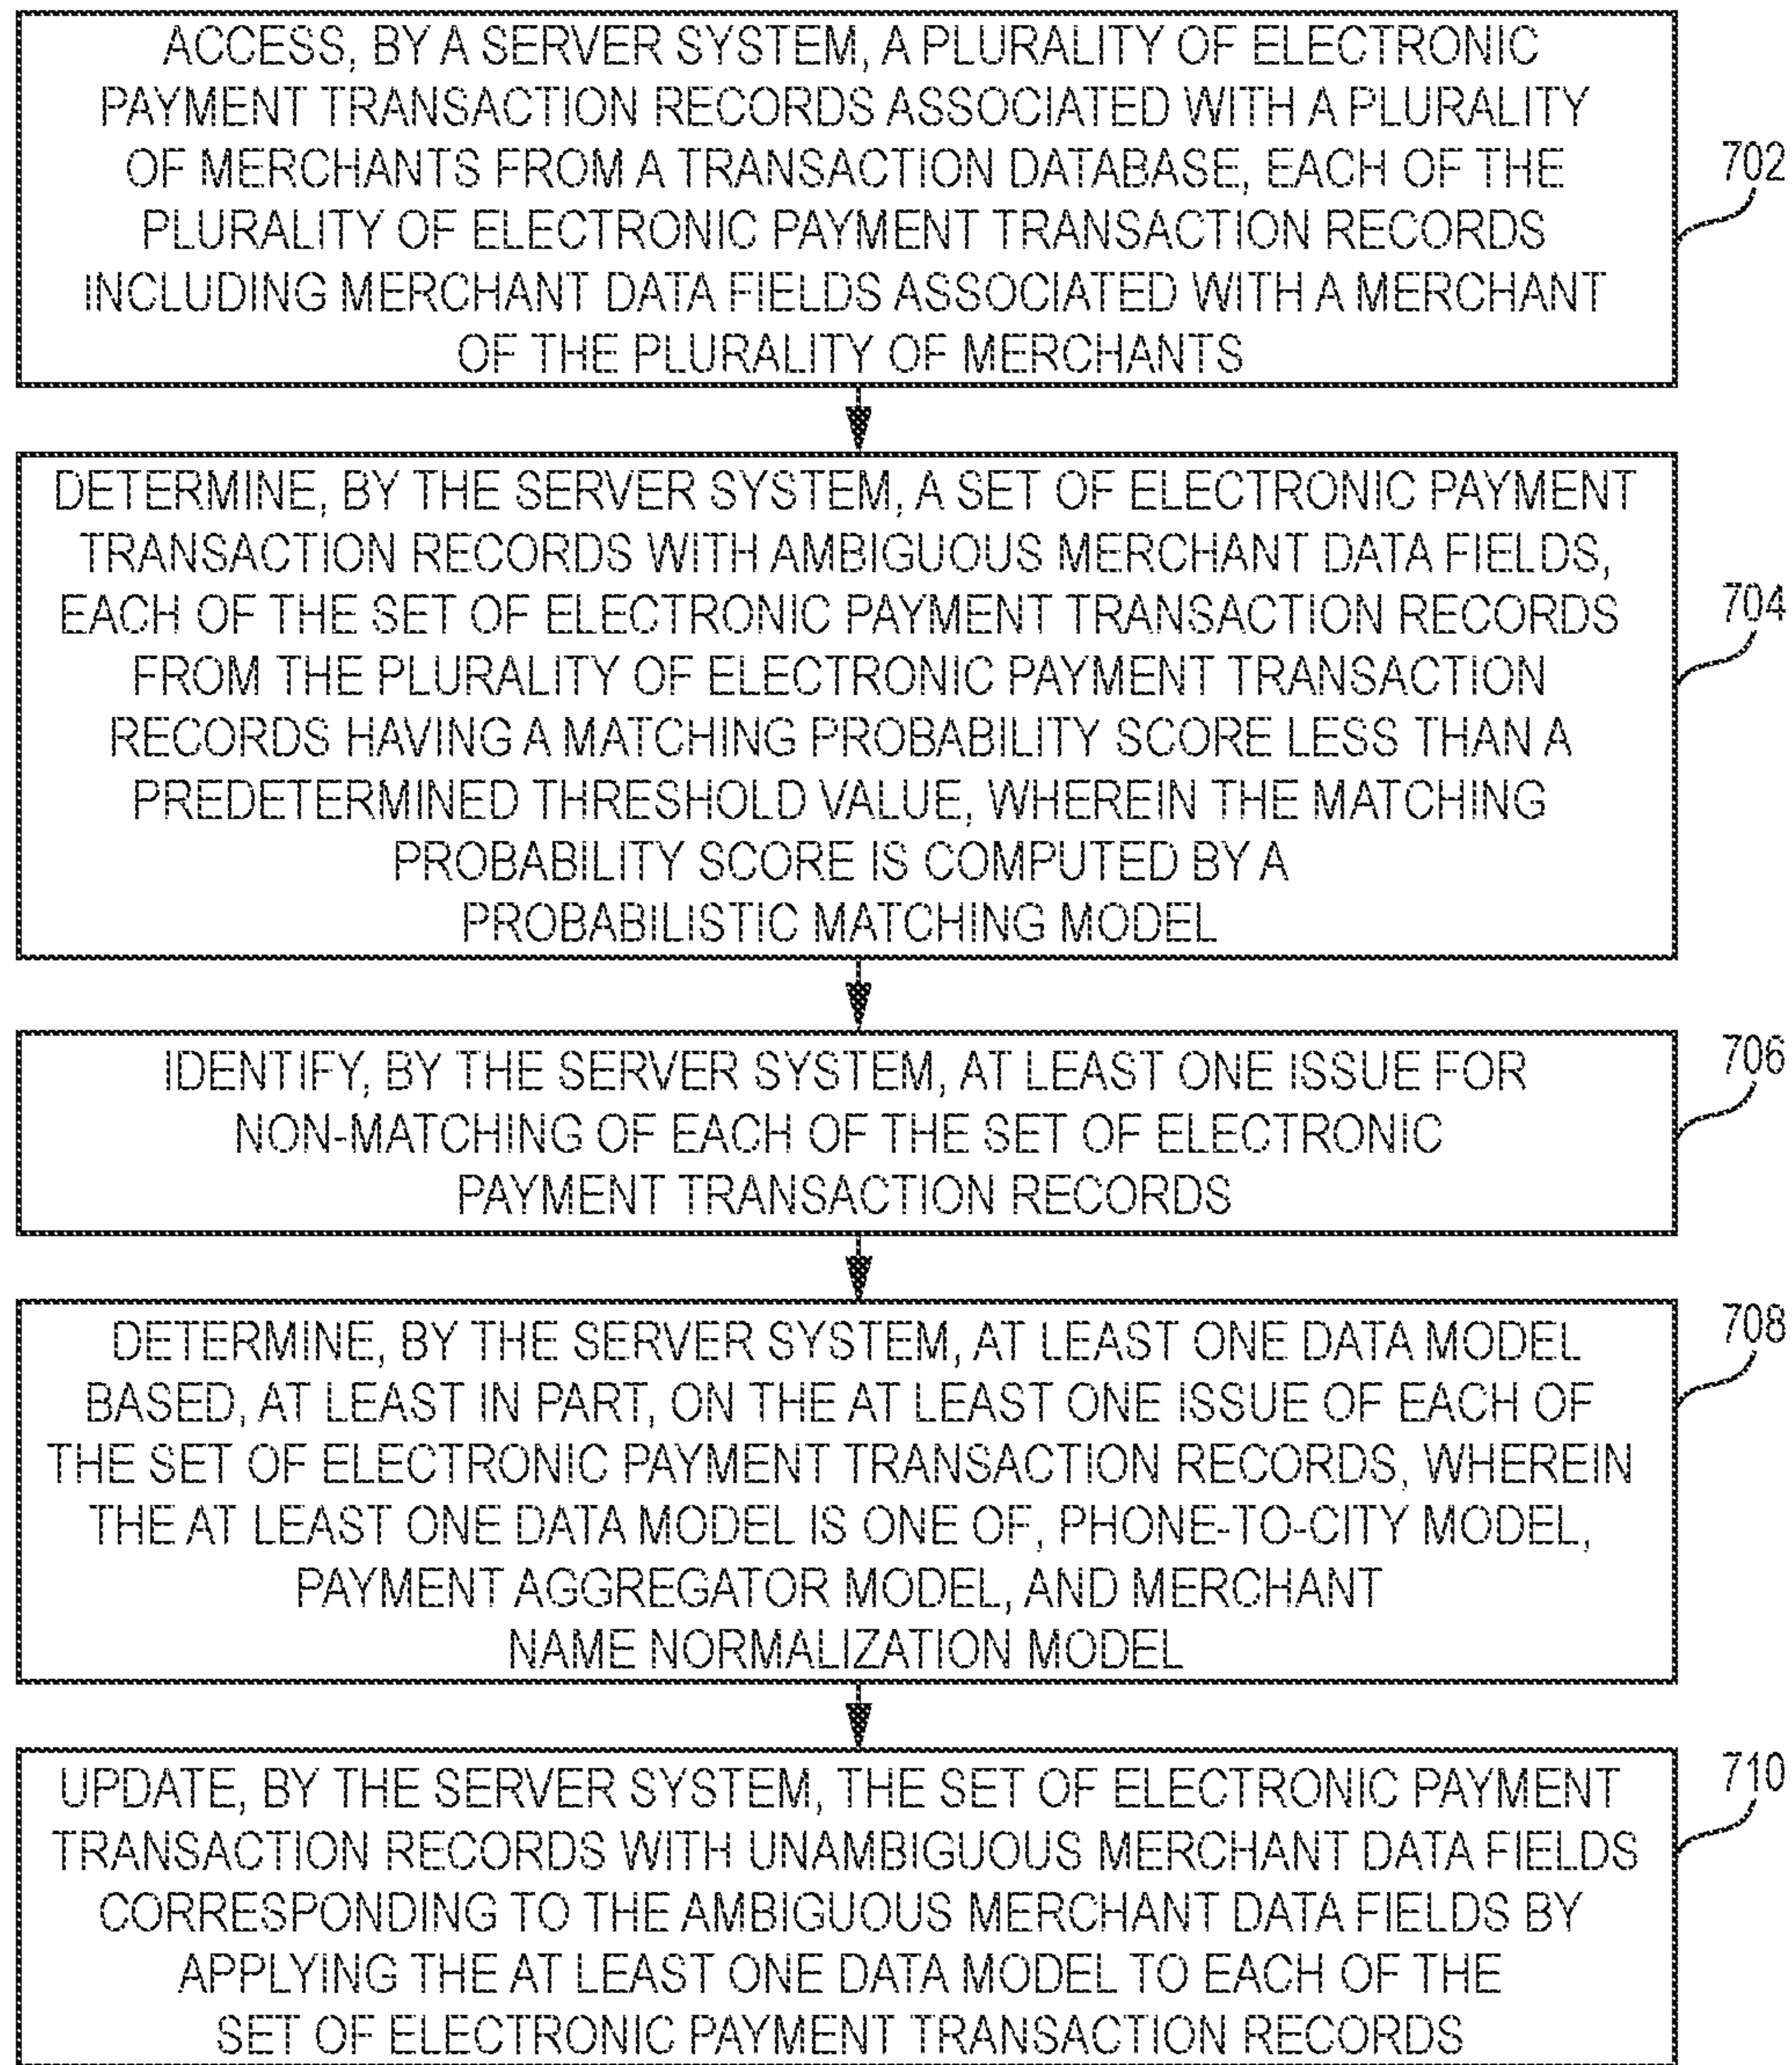 ACCESS, BY A SERVER SYSTEM, A PLURALITY OF ELECTRONIC
PAYMENT TRANSACTION RECORDS ASSOCIATED WITH A PLURALITY
OF MERCHANTS FROM A TRANSACTION DATABASE, EACH OF THE
PLURALITY OF ELECTRONIC PAYMENT TRANSACTION RECORDS
INCLUDING MERCHANT DATA FIELDS ASSOCIATED WITH A MERCHANT
OF THE PLURALITY OF MERCHANTS
702
DETERMINE, BY THE SERVER SYSTEM, A SET OF ELECTRONIC PAYMENT
TRANSACTION RECORDS WITH AMBIGUOUS MERCHANT DATA FIELDS,
EACH OF THE SET OF ELECTRONIC PAYMENT TRANSACTION RECORDS
FROM THE PLURALITY OF ELECTRONIC PAYMENT TRANSACTION
RECORDS HAVING A MATCHING PROBABILITY SCORE LESS THAN A
PREDETERMINED THRESHOLD VALUE, WHEREIN THE MATCHING
PROBABILITY SCORE IS COMPUTED BY A
PROBABILISTIC MATCHING MODEL
704
IDENTIFY, BY THE SERVER SYSTEM, AT LEAST ONE ISSUE FOR
NON-MATCHING OF EACH OF THE SET OF ELECTRONIC
PAYMENT TRANSACTION RECORDS
706
DETERMINE, BY THE SERVER SYSTEM, AT LEAST ONE DATA MODEL
BASED, AT LEAST IN PART, ON THE AT LEAST ONE ISSUE OF EACH OF
THE SET OF ELECTRONIC PAYMENT TRANSACTION RECORDS, WHEREIN
THE AT LEAST ONE DATA MODEL IS ONE OF, PHONE-TO-CITY MODEL,
PAYMENT AGGREGATOR MODEL, AND MERCHANT
NAME NORMALIZATION MODEL
708
UPDATE, BY THE SERVER SYSTEM, THE SET OF ELECTRONIC PAYMENT
TRANSACTION RECORDS WITH UNAMBIGUOUS MERCHANT DATA FIELDS
CORRESPONDING TO THE AMBIGUOUS MERCHANT DATA FIELDS BY
APPLYING THE AT LEAST ONE DATA MODEL TO EACH OF THE
SET OF ELECTRONIC PAYMENT TRANSACTION RECORDS
710